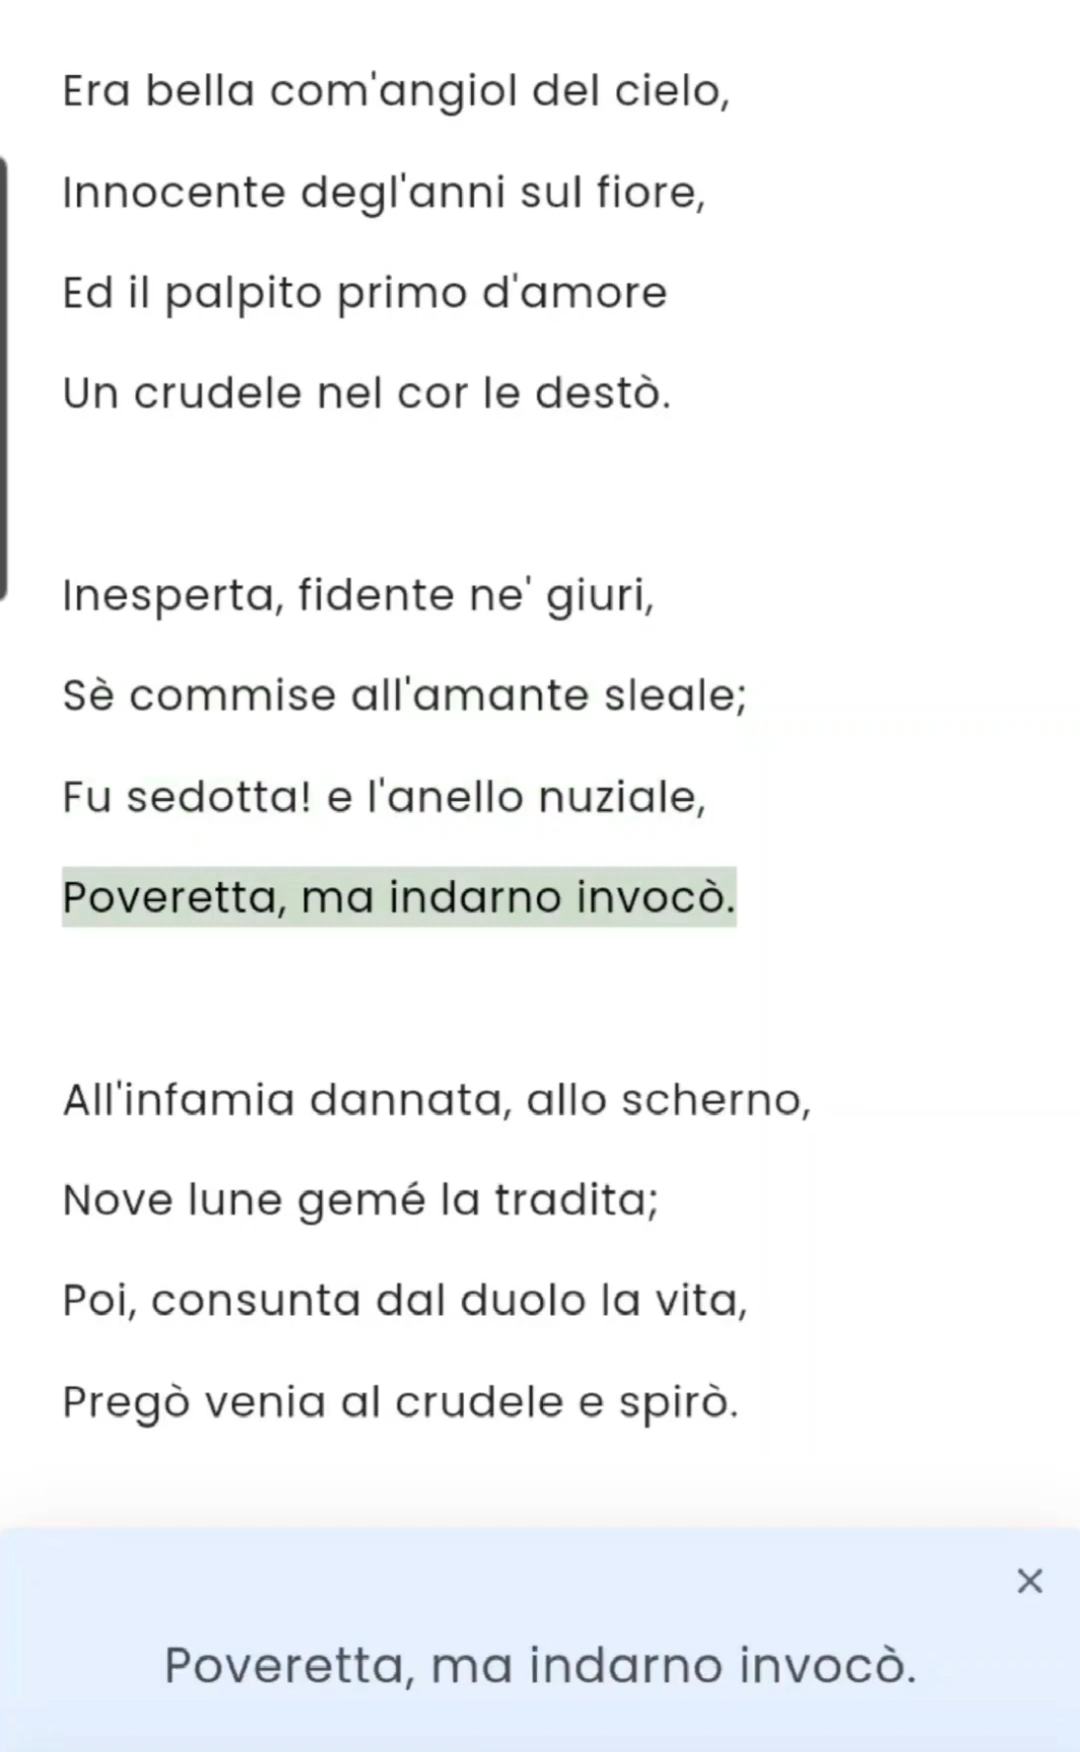 Era bella com'angiol del cielo,
Innocente degl'anni sul fiore,
Ed il palpito primo d'amore
Un crudele nel cor le destò.
Inesperta, fidente ne' giuri,
Sè commise all'amante sleale;
Fu sedotta! e l'anello nuziale,
Poveretta, ma indarno invocò.
All'infamia dannata, allo scherno,
Nove lune gemé la tradita;
Poi, consunta dal duolo la vita,
Pregò venia al crudele e spirò.
Poveretta, ma indarno invocò.